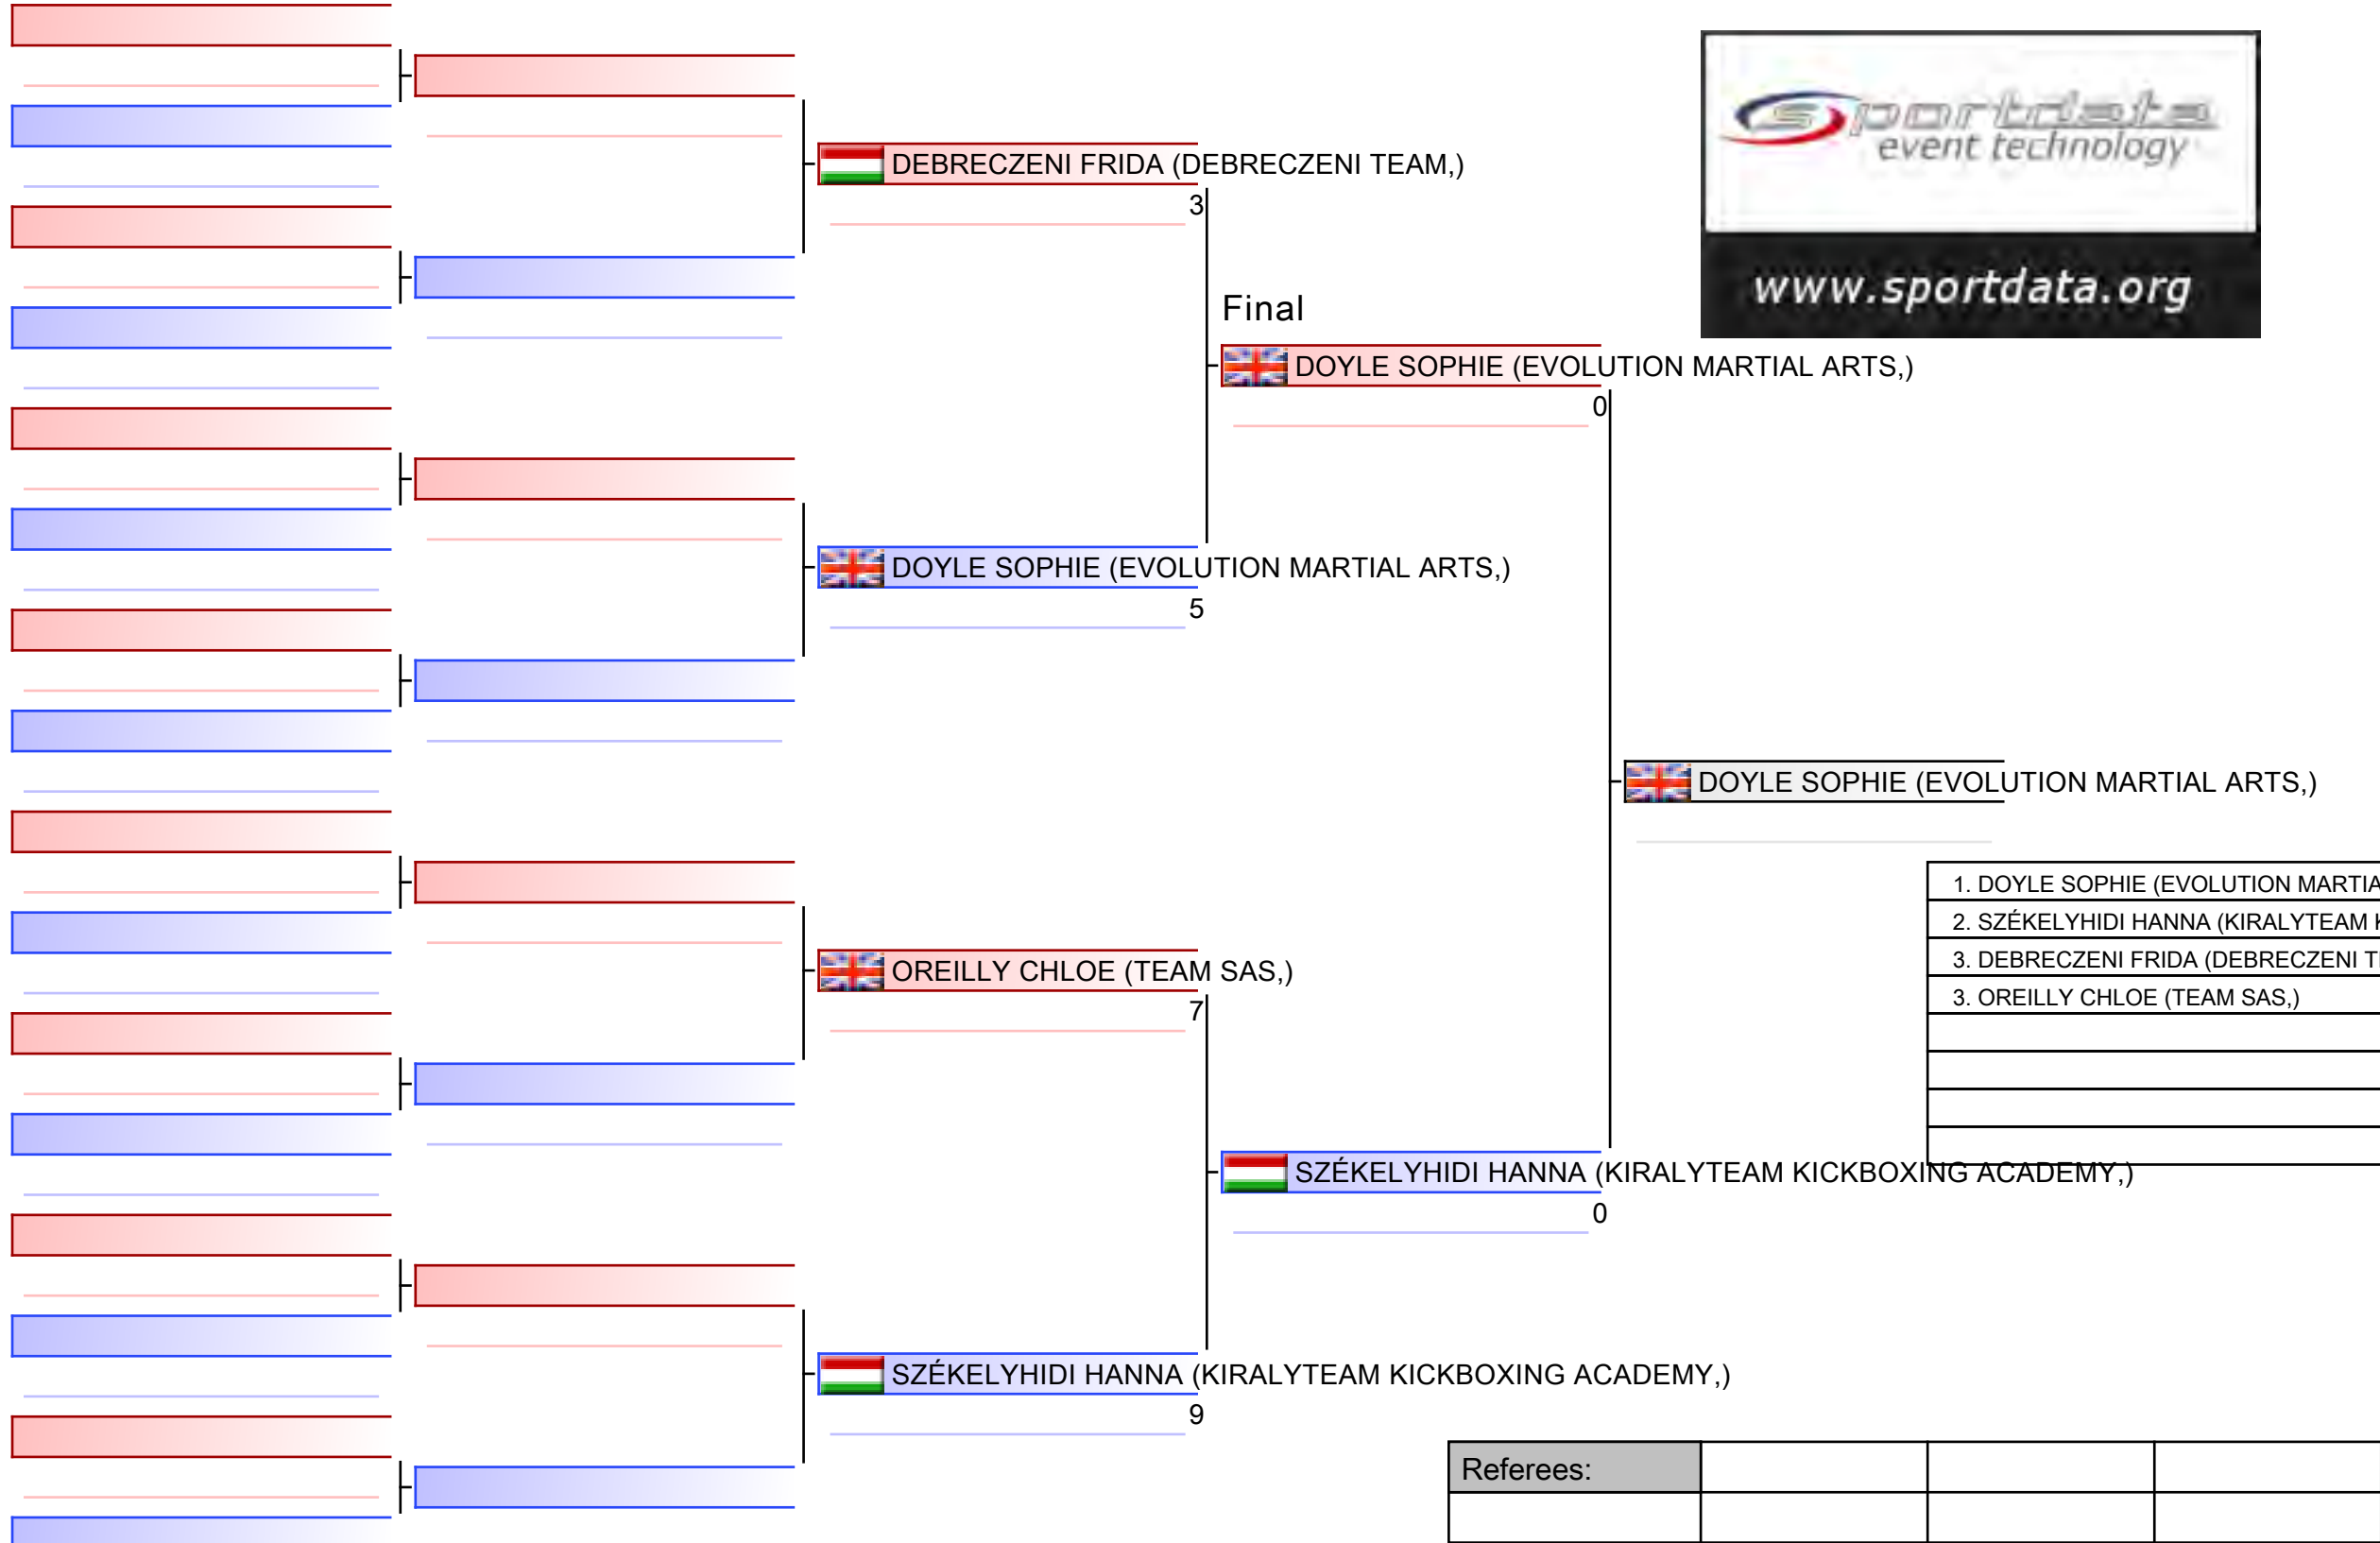 sportdata
event technology
www.sportdata.org
DEBRECZENI FRIDA (DEBRECZENI TEAM,)
3
Final
DOYLE SOPHIE (EVOLUTION MARTIAL ARTS,)
0
DOYLE SOPHIE (EVOLUTION MARTIAL ARTS,)
5
DOYLE SOPHIE (EVOLUTION MARTIAL ARTS,)
1. DOYLE SOPHIE (EVOLUTION MARTIA
2. SZÉKELYHIDI HANNA (KIRALYTEAM
3. DEBRECZENI FRIDA (DEBRECZENI T
3. OREILLY CHLOE (TEAM SAS,)
OREILLY CHLOE (TEAM SAS,)
7
SZÉKELYHIDI HANNA (KIRALYTEAM KICKBOXING ACADEMY,)
0
SZÉKELYHIDI HANNA (KIRALYTEAM KICKBOXING ACADEMY,)
9
Referees: